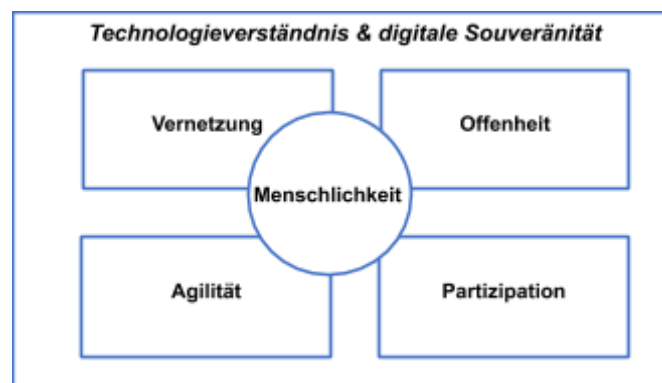 Technologieverständnis & digitale Souveränität
Vernetzung
Offenheit
Menschlichkeit
Agilität
Partizipation